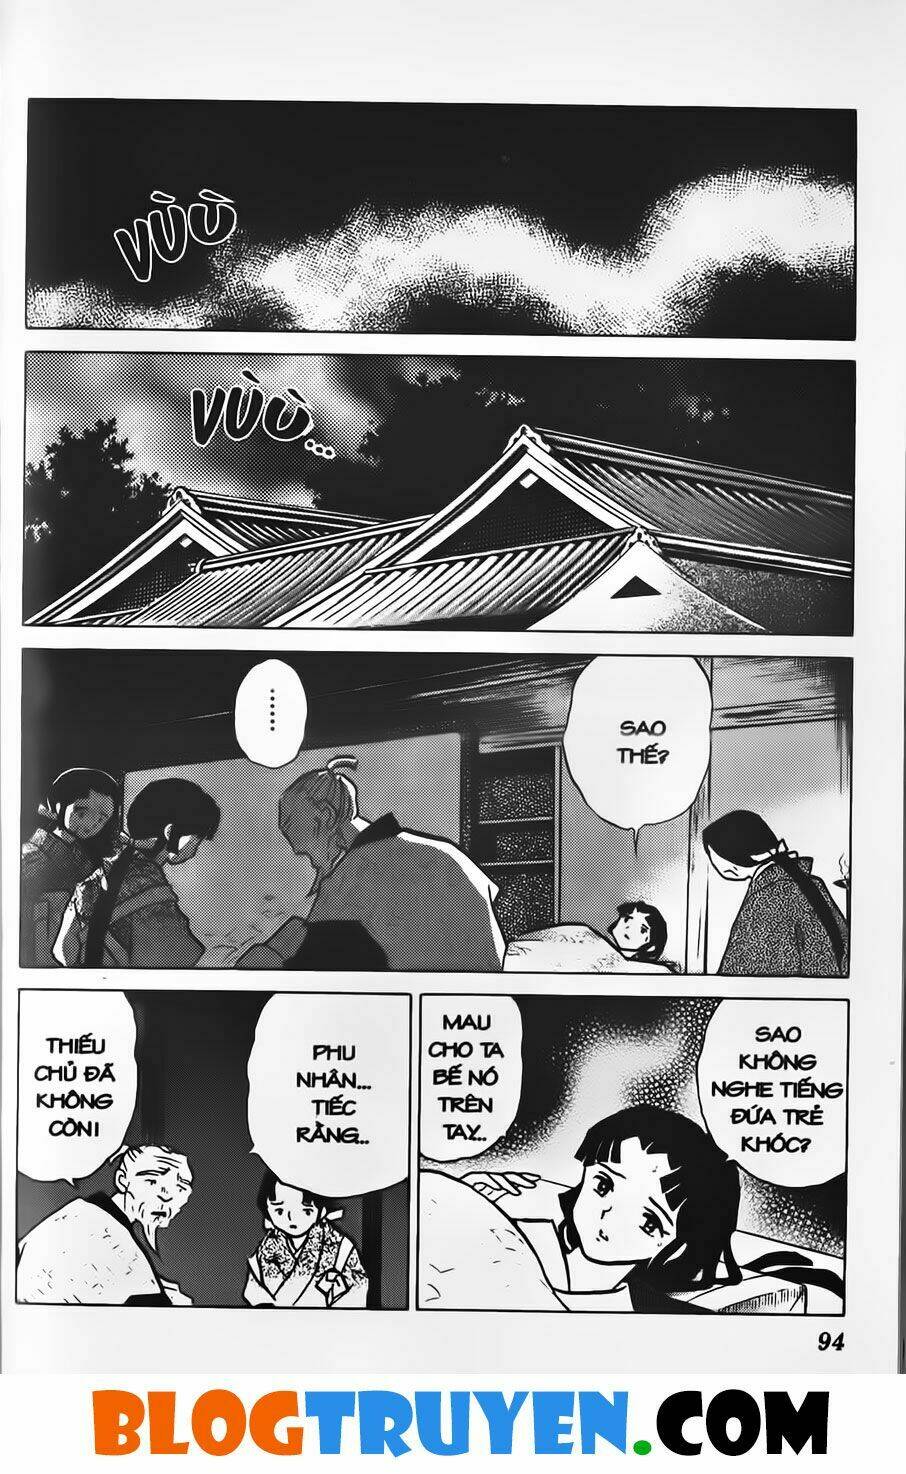 VÙÙ
VÙÙ...
SAO
THẾ?
.......
SAO
KHÔNG
NGHE TIẾNG
ĐỨA TRẺ
KHÓC?
MAU
CHO TA
BẾ NÓ
TRÊN
TAY...
PHU
NHÂN...
TIẾC
RẰNG...
THIẾU
CHỦ ĐÃ
KHÔNG
CÒN!
94
BLOGTRUYEN.COM